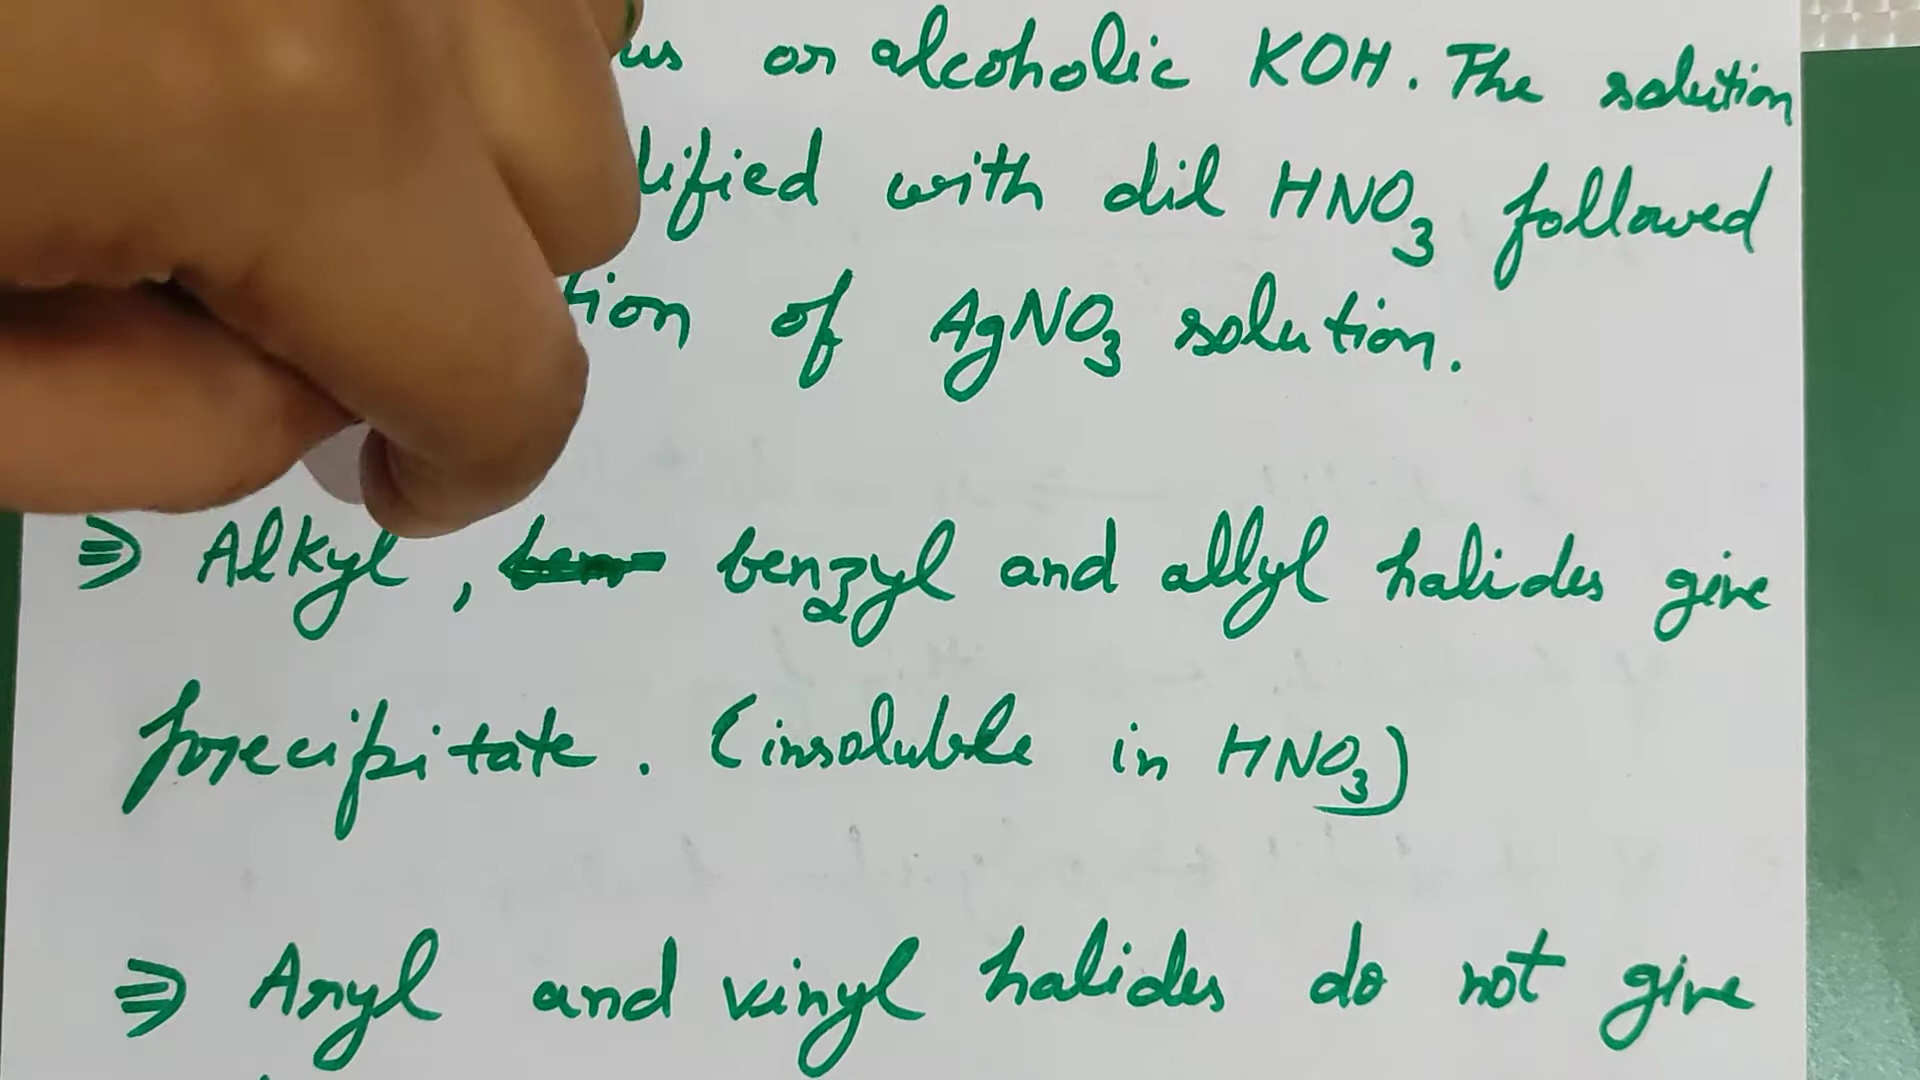 or alcoholic KOH. The solution
with dil HNO₃ followed
of AgNO₃ solution.
⇒ Alkyl, benzyl and allyl halides give
precipitate. (insoluble in HNO₃)
⇒ Aryl and vinyl halides do not give